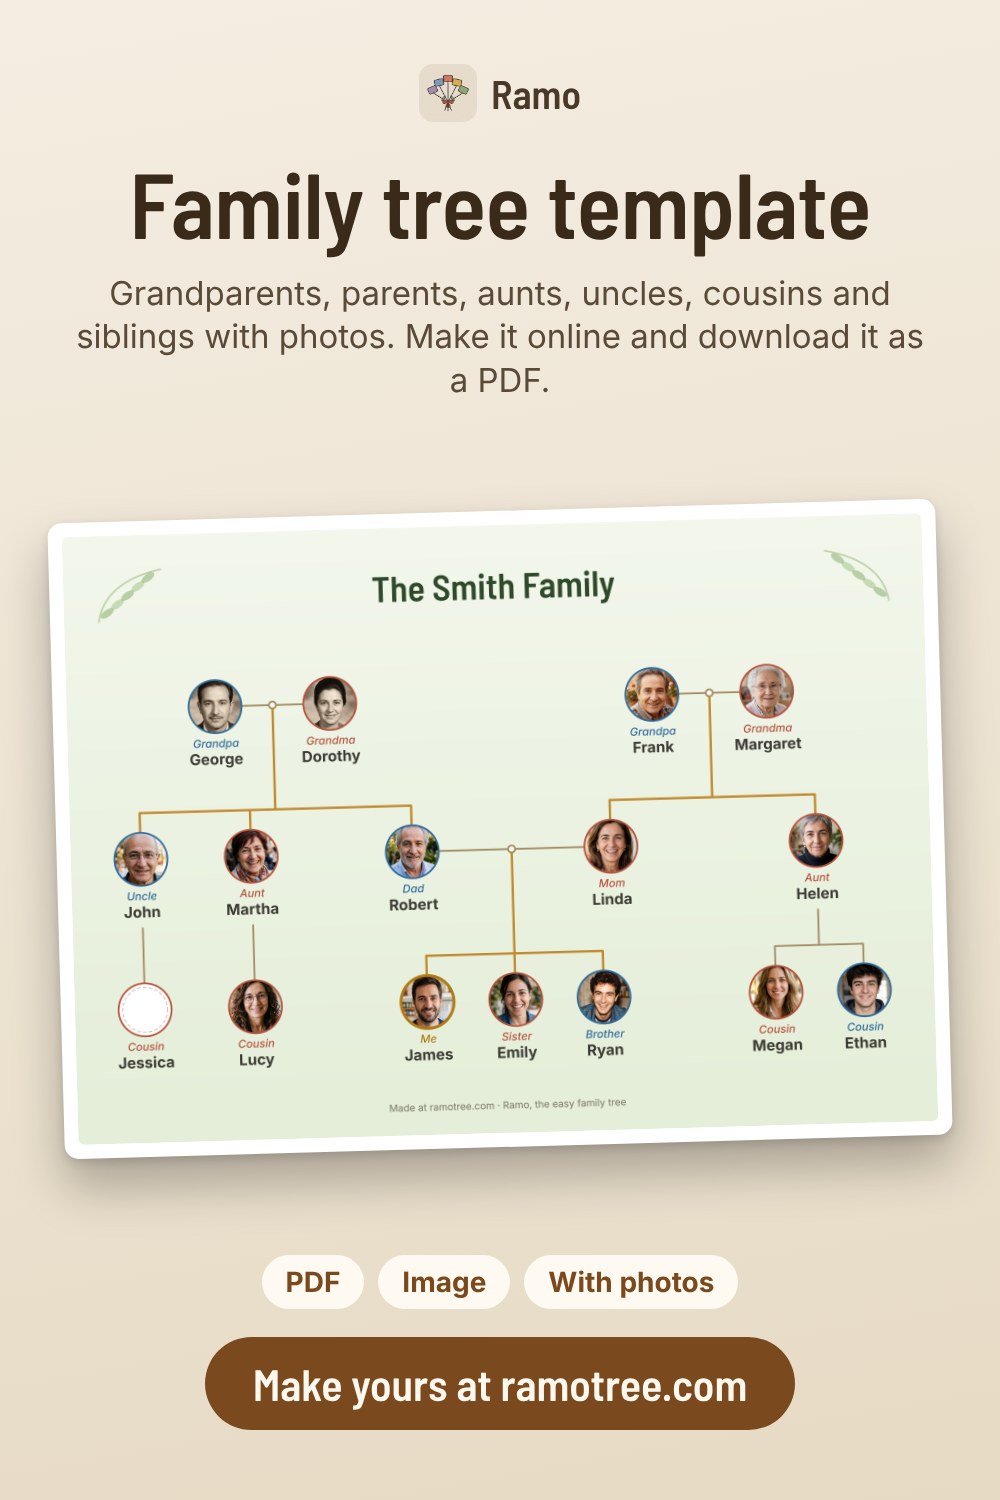 Ramo
Family tree template
Grandparents, parents, aunts, uncles, cousins and
siblings with photos. Make it online and download it as
a PDF.
The Smith Family
Grandpa
George
Grandma
Dorothy
Grandpa
Frank
Grandma
Margaret
Uncle
John
Aunt
Martha
Dad
Robert
Mom
Linda
Aunt
Helen
Cousin
Jessica
Cousin
Lucy
Me
James
Sister
Emily
Brother
Ryan
Cousin
Megan
Cousin
Ethan
Made at ramotree.com · Ramo, the easy family tree
PDF
Image
With photos
Make yours at ramotree.com